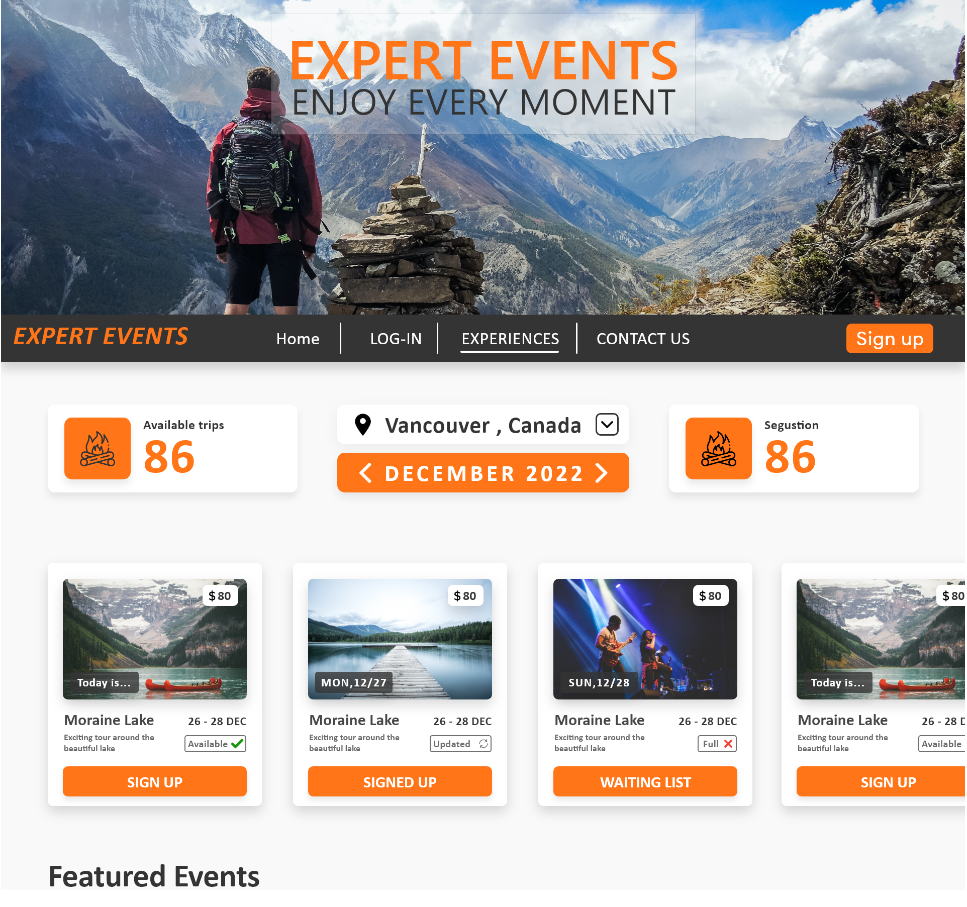 EXPERT EVENTS
ENJOY EVERY MOMENT
EXPERT EVENTS
Home
LOG-IN
EXPERIENCES
CONTACT US
Sign up
Available trips
86
Vancouver , Canada
DECEMBER 2022
Segustion
86
$ 80
Today is...
Moraine Lake
26 - 28 DEC
Exciting tour around the
beautiful lake
Available
SIGN UP
$ 80
MON,12/27
Moraine Lake
26 - 28 DEC
Exciting tour around the
beautiful lake
Updated
SIGNED UP
$ 80
SUN,12/28
Moraine Lake
26 - 28 DEC
Exciting tour around the
beautiful lake
Full
WAITING LIST
$ 80
Today is...
Moraine Lake
26 - 28 D
Exciting tour around the
beautiful lake
Available
SIGN UP
Featured Events